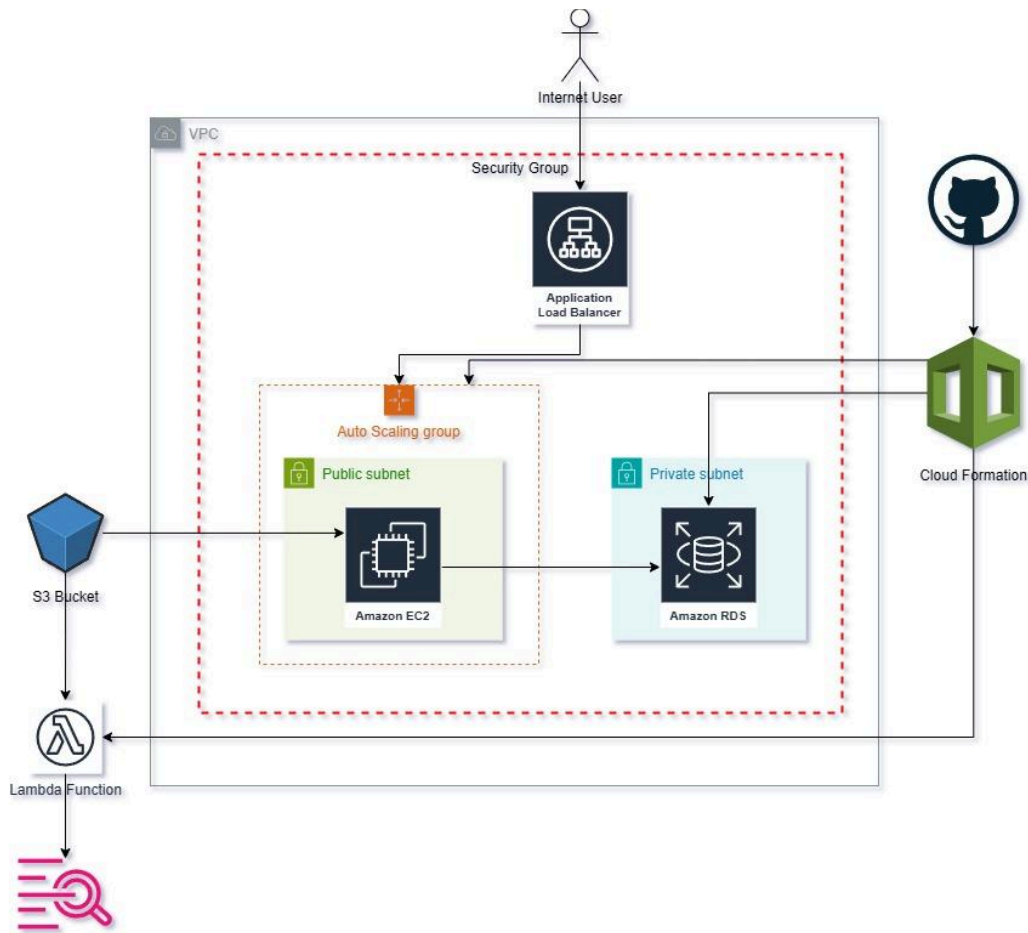 Internet User
VPC
Security Group
Application
Load Balancer
Auto Scaling group
Cloud Formation
Public subnet
Private subnet
S3 Bucket
Amazon EC2
Amazon RDS
Lambda Function